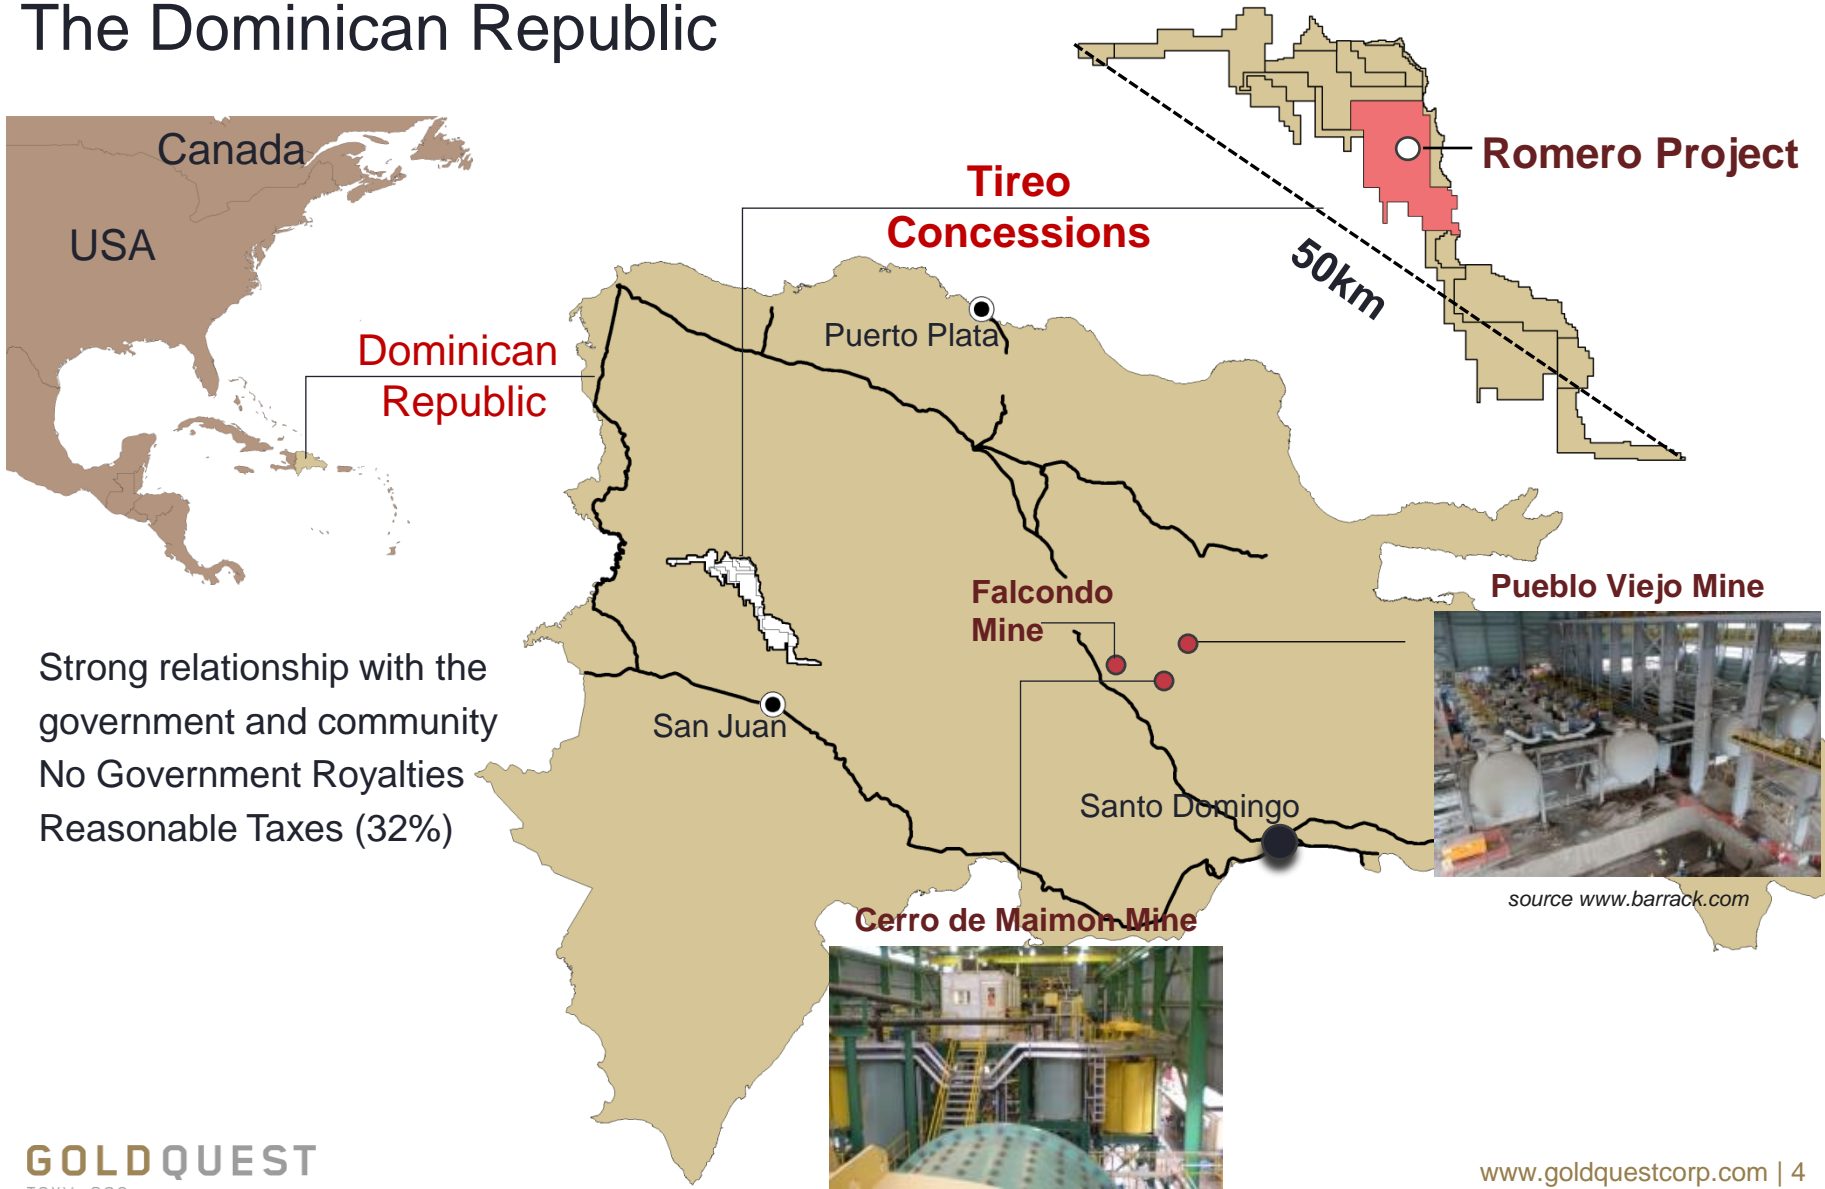 The Dominican Republic
Canada
USA
Dominican
Republic
Tireo
Concessions
Romero Project
50km
Puerto Plata
Falcondo
Mine
Pueblo Viejo Mine
Strong relationship with the
government and community
No Government Royalties
Reasonable Taxes (32%)
San Juan
Santo Domingo
source www.barrack.com
Cerro de Maimon Mine
GOLDQUEST
www.goldquestcorp.com | 4